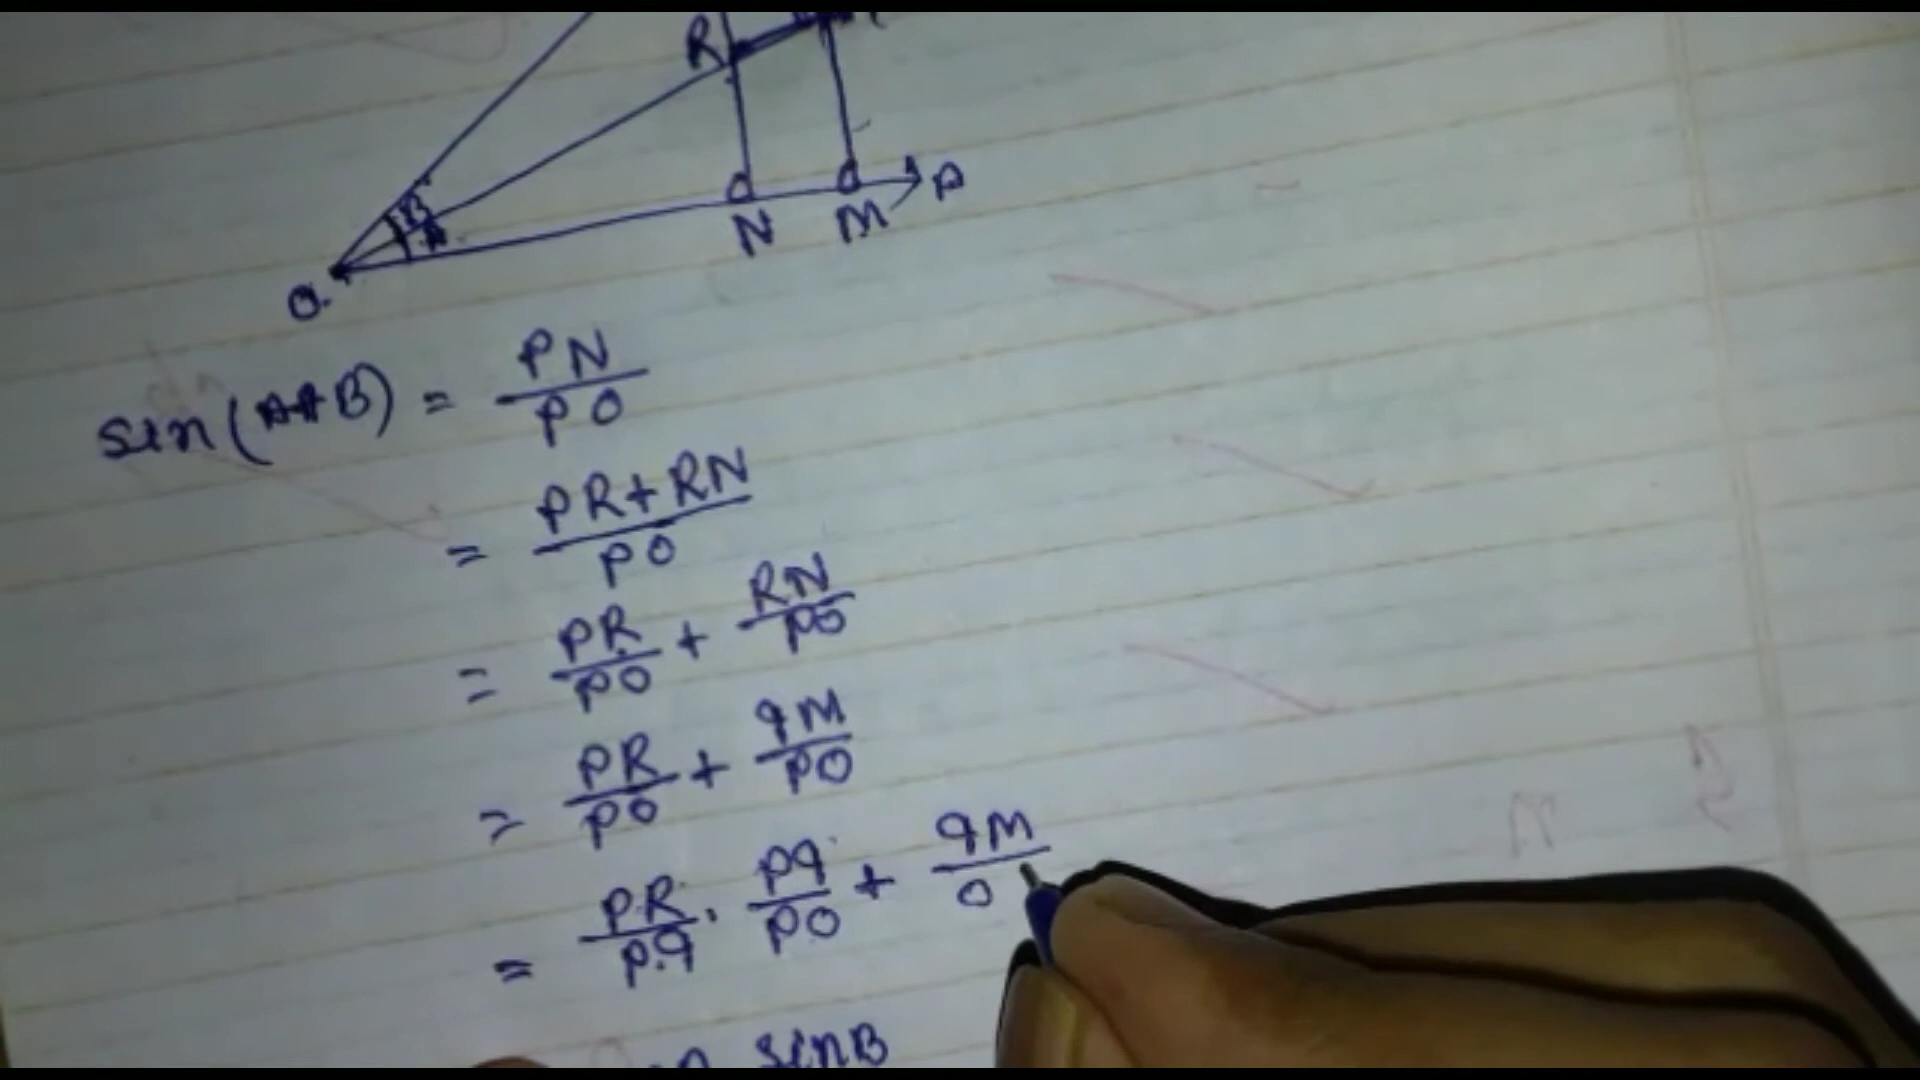 R
N M A
O
sin(A+B) = PN/PO
= PR+RN/PO
= PR/PO + RN/PO
= PR/PO + qM/PO
= PR/Pq . Pq/PO + qM/O
sinB